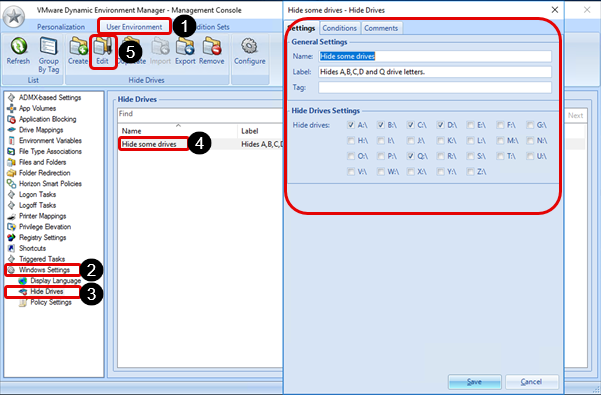 VMware Dynamic Environment Manager - Management Console
Personalization
User Environment
1
dition Sets
Refresh
Group By Tag
Create
Edit
5
Import
Export
Remove
Configure
List
Hide Drives
ADMX-based Settings
App Volumes
Application Blocking
Drive Mappings
Environment Variables
File Type Associations
Files and Folders
Folder Redirection
Horizon Smart Policies
Logon Tasks
Logoff Tasks
Printer Mappings
Privilege Elevation
Registry Settings
Shortcuts
Triggered Tasks
Windows Settings
2
Display Language
Hide Drives
3
Policy Settings
Hide Drives
Find
Next
Name
Label
Hide some drives
4
Hides A,B,C,D
Hide some drives - Hide Drives
Settings
Conditions
Comments
General Settings
Name:
Hide some drives
Label:
Hides A,B,C,D and Q drive letters.
Tag:
Hide Drives Settings
Hide drives:
A:\ B:\ C:\ D:\ E:\ F:\ G:\
H:\ I:\ J:\ K:\ L:\ M:\ N:\
O:\ P:\ Q:\ R:\ S:\ T:\ U:\
V:\ W:\ X:\ Y:\ Z:\
Save
Cancel